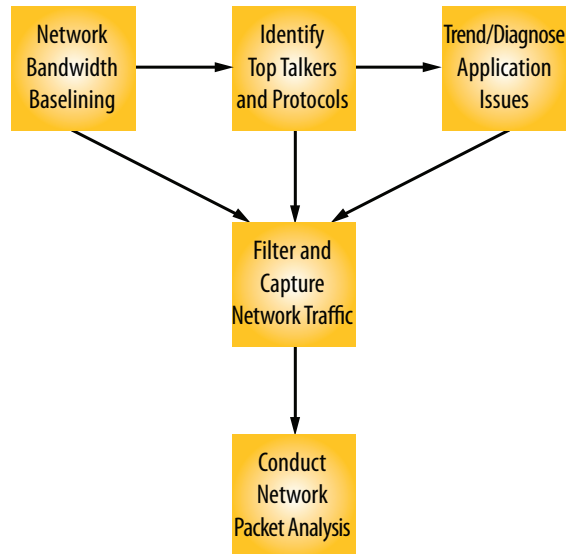 Network
Bandwidth
Baselining
Identify
Top Talkers
and Protocols
Trend/Diagnose
Application
Issues
Filter and
Capture
Network Traffic
Conduct
Network
Packet Analysis